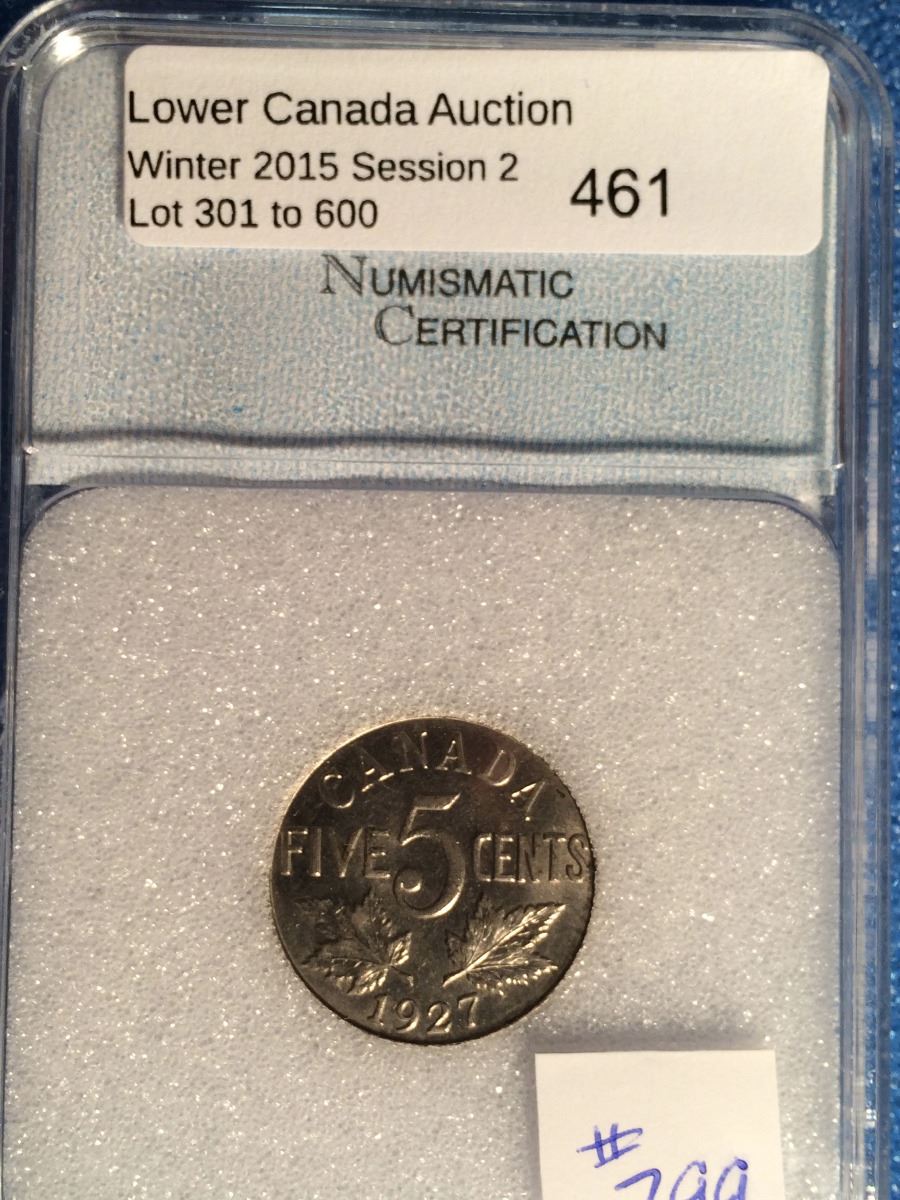 Lower Canada Auction
Winter 2015 Session 2
Lot 301 to 600
461
NUMISMATIC
CERTIFICATION
CANADA
FIVE 5 CENTS
1927
#